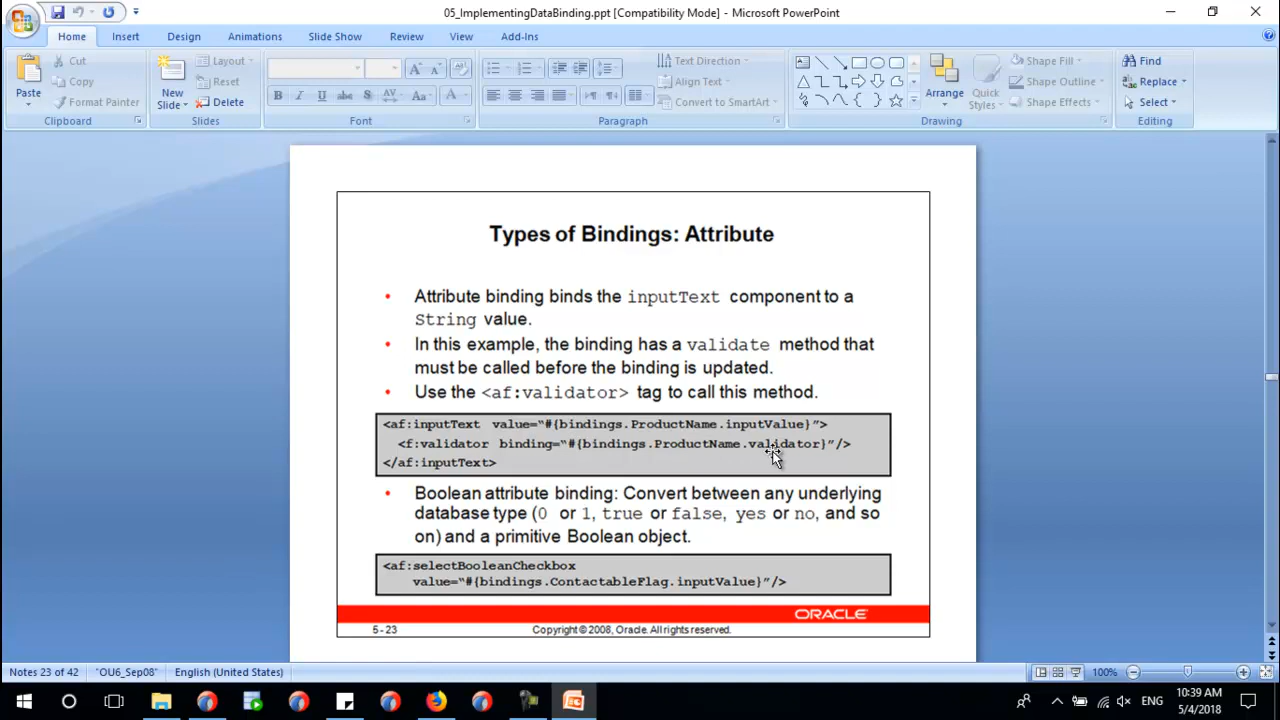 05_ImplementingDataBinding.ppt [Compatibility Mode] - Microsoft PowerPoint
Home Insert Design Animations Slide Show Review View Add-Ins
Paste
Cut
Copy
Format Painter
Clipboard
New
Slide
Layout
Reset
Delete
Slides
Font
Text Direction
Align Text
Convert to SmartArt
Paragraph
Arrange
Quick
Styles
Shape Fill
Shape Outline
Shape Effects
Drawing
Find
Replace
Select
Editing
Types of Bindings: Attribute
• Attribute binding binds the inputText component to a
String value.
• In this example, the binding has a validate method that
must be called before the binding is updated.
• Use the <af:validator> tag to call this method.
<af:inputText value=“#{bindings.ProductName.inputValue}”>
<f:validator binding=“#{bindings.ProductName.validator}”/>
</af:inputText>
• Boolean attribute binding: Convert between any underlying
database type (0 or 1, true or false, yes or no, and so
on) and a primitive Boolean object.
<af:selectBooleanCheckbox
value=“#{bindings.ContactableFlag.inputValue}”/>
ORACLE
5 - 23 Copyright © 2008, Oracle. All rights reserved.
Notes 23 of 42 "OU6_Sep08" English (United States) 100%
ENG
10:39 AM
5/4/2018